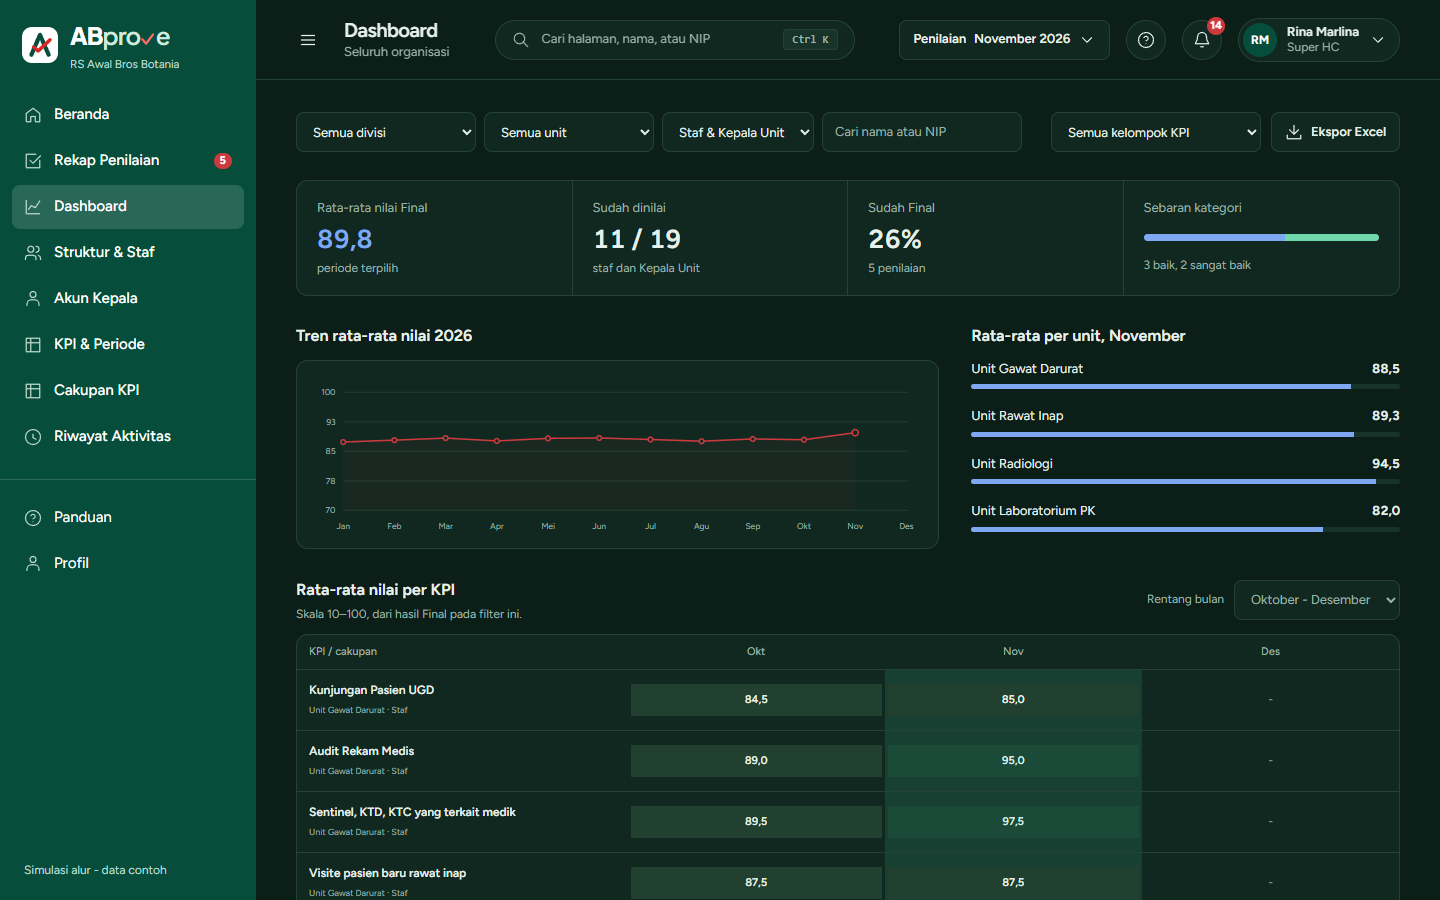 ABprove
RS Awal Bros Botania
Beranda
Rekap Penilaian 5
Dashboard
Struktur & Staf
Akun Kepala
KPI & Periode
Cakupan KPI
Riwayat Aktivitas
Panduan
Profil
Simulasi alur - data contoh
Dashboard
Seluruh organisasi
Cari halaman, nama, atau NIP Ctrl K
Penilaian November 2026
14
RM
Rina Marlina
Super HC
Semua divisi
Semua unit
Staf & Kepala Unit
Cari nama atau NIP
Semua kelompok KPI
Ekspor Excel
Rata-rata nilai Final
89,8
periode terpilih
Sudah dinilai
11 / 19
staf dan Kepala Unit
Sudah Final
26%
5 penilaian
Sebaran kategori
3 baik, 2 sangat baik
Tren rata-rata nilai 2026
100
93
85
78
70
Jan Feb Mar Apr Mei Jun Jul Agu Sep Okt Nov Des
Rata-rata per unit, November
Unit Gawat Darurat 88,5
Unit Rawat Inap 89,3
Unit Radiologi 94,5
Unit Laboratorium PK 82,0
Rata-rata nilai per KPI
Skala 10–100, dari hasil Final pada filter ini.
Rentang bulan Oktober - Desember
KPI / cakupan Okt Nov Des
Kunjungan Pasien UGD
Unit Gawat Darurat · Staf
84,5 85,0 -
Audit Rekam Medis
Unit Gawat Darurat · Staf
89,0 95,0 -
Sentinel, KTD, KTC yang terkait medik
Unit Gawat Darurat · Staf
89,5 97,5 -
Visite pasien baru rawat inap
Unit Gawat Darurat · Staf
87,5 87,5 -